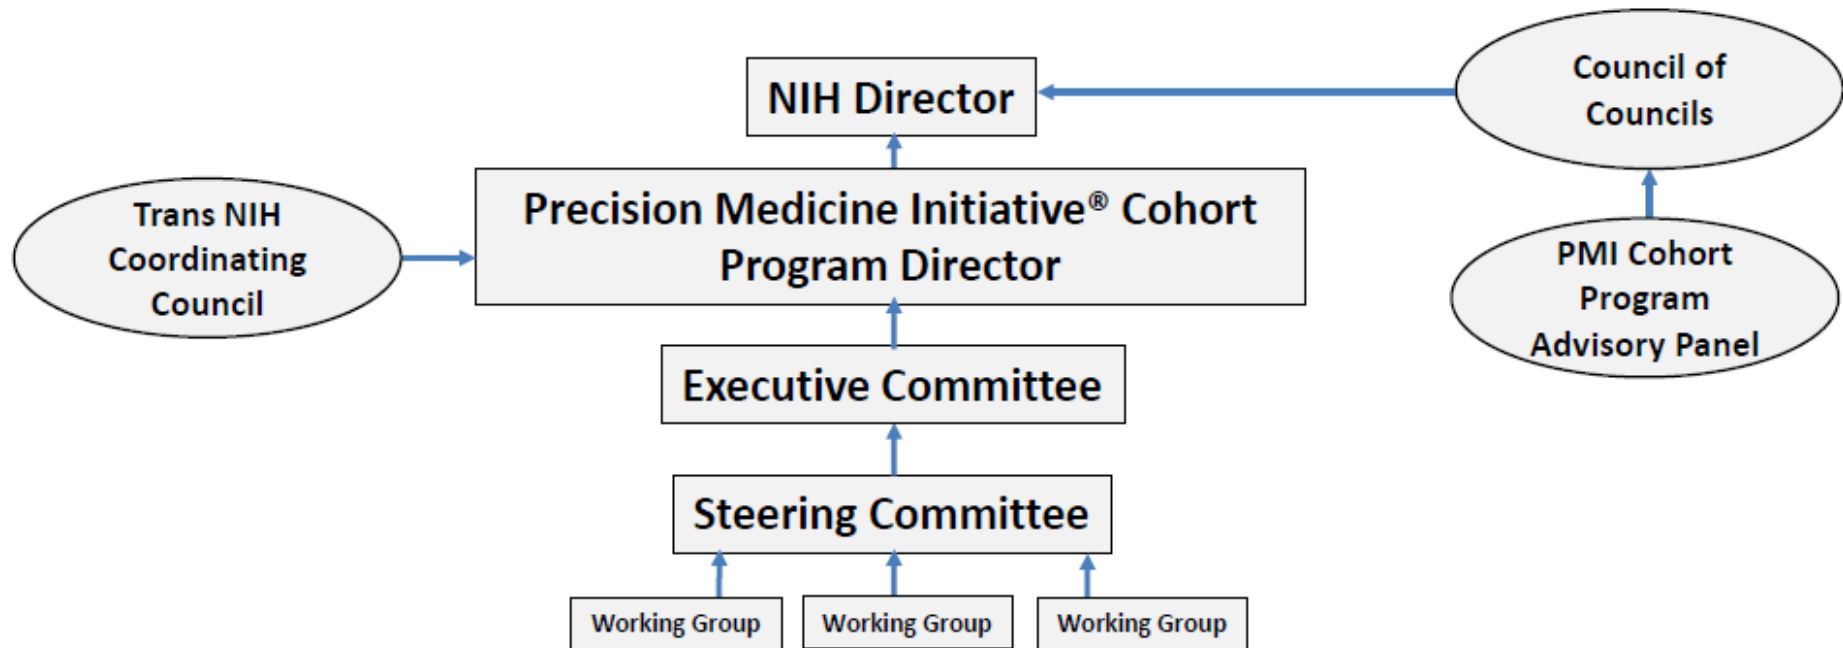 NIH Director
Council of
Councils
Precision Medicine Initiative® Cohort
Program Director
Trans NIH
Coordinating
Council
PMI Cohort
Program
Advisory Panel
Executive Committee
Steering Committee
Working Group
Working Group
Working Group